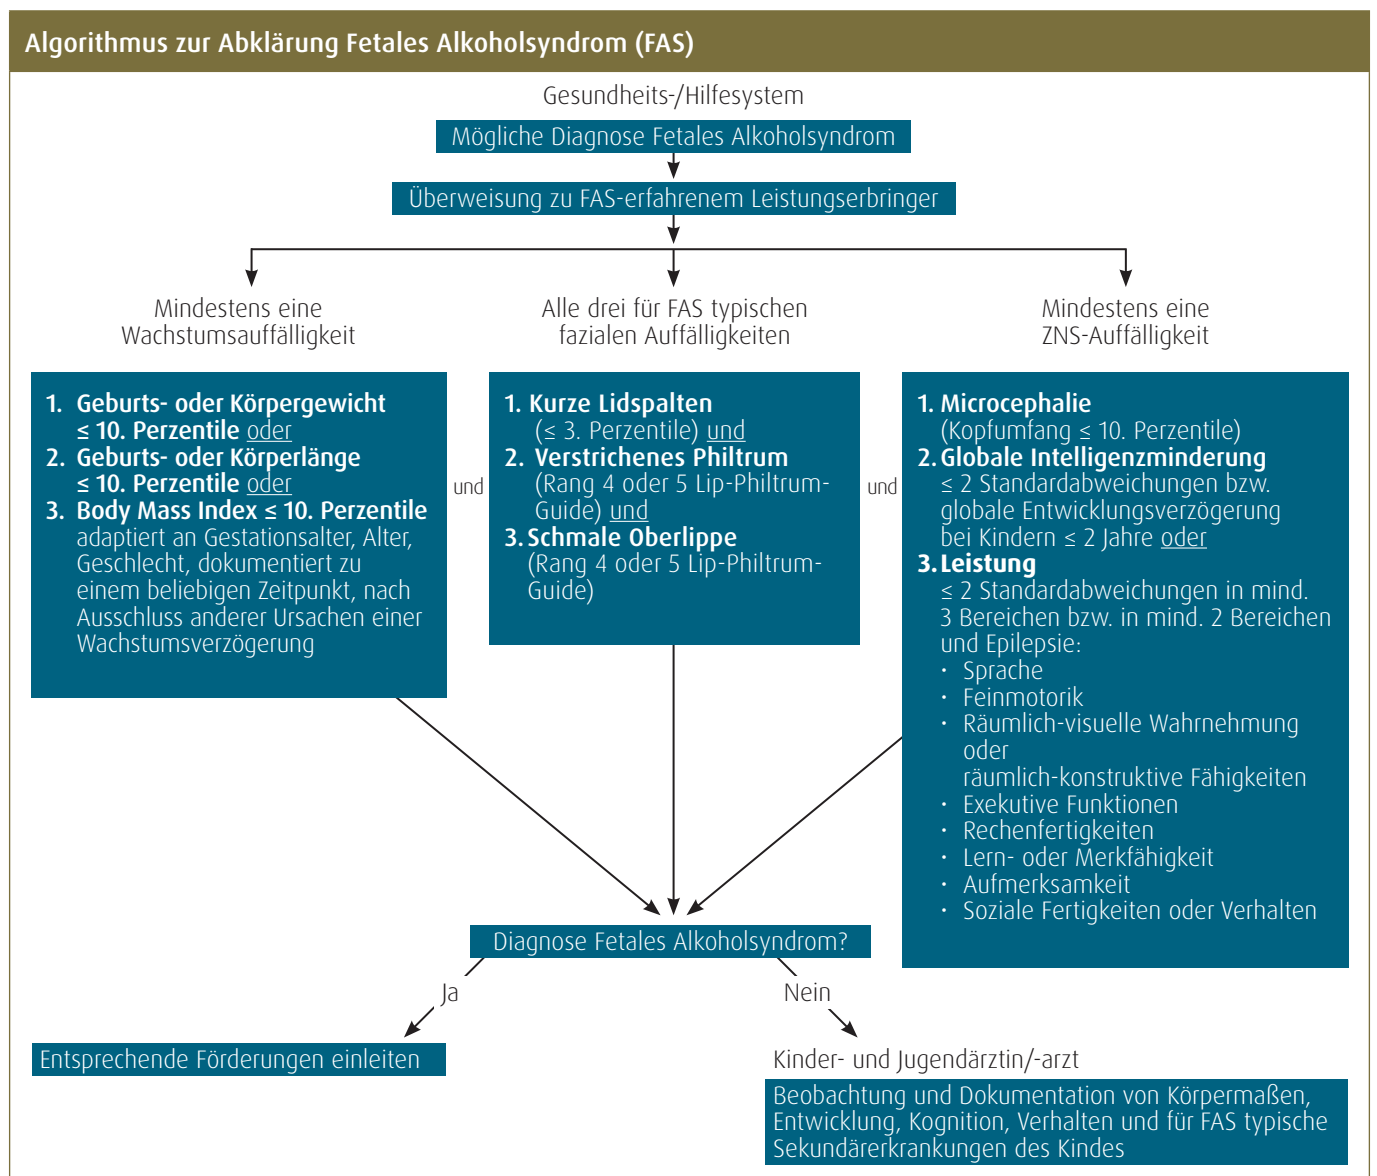 Algorithmus zur Abklärung Fetales Alkoholsyndrom (FAS)
Gesundheits-/Hilfesystem
Mögliche Diagnose Fetales Alkoholsyndrom
Überweisung zu FAS-erfahrenem Leistungserbringer
Mindestens eine
Wachstumsauffälligkeit
1. Geburts- oder Körpergewicht
≤ 10. Perzentile oder
2. Geburts- oder Körperlänge
≤ 10. Perzentile oder
3. Body Mass Index ≤ 10. Perzentile
adaptiert an Gestationsalter, Alter,
Geschlecht, dokumentiert zu
einem beliebigen Zeitpunkt, nach
Ausschluss anderer Ursachen einer
Wachstumsverzögerung
und
Alle drei für FAS typischen
fazialen Auffälligkeiten
1. Kurze Lidspalten
(≤ 3. Perzentile) und
2. Verstrichenes Philtrum
(Rang 4 oder 5 Lip-Philtrum-
Guide) und
3. Schmale Oberlippe
(Rang 4 oder 5 Lip-Philtrum-
Guide)
und
Mindestens eine
ZNS-Auffälligkeit
1. Microcephalie
(Kopfumfang ≤ 10. Perzentile)
2. Globale Intelligenzminderung
≤ 2 Standardabweichungen bzw.
globale Entwicklungsverzögerung
bei Kindern ≤ 2 Jahre oder
3. Leistung
≤ 2 Standardabweichungen in mind.
3 Bereichen bzw. in mind. 2 Bereichen
und Epilepsie:
· Sprache
· Feinmotorik
· Räumlich-visuelle Wahrnehmung
oder
räumlich-konstruktive Fähigkeiten
· Exekutive Funktionen
· Rechenfertigkeiten
· Lern- oder Merkfähigkeit
· Aufmerksamkeit
· Soziale Fertigkeiten oder Verhalten
Diagnose Fetales Alkoholsyndrom?
Ja
Nein
Entsprechende Förderungen einleiten
Kinder- und Jugendärztin/-arzt
Beobachtung und Dokumentation von Körpermaßen,
Entwicklung, Kognition, Verhalten und für FAS typische
Sekundärerkrankungen des Kindes